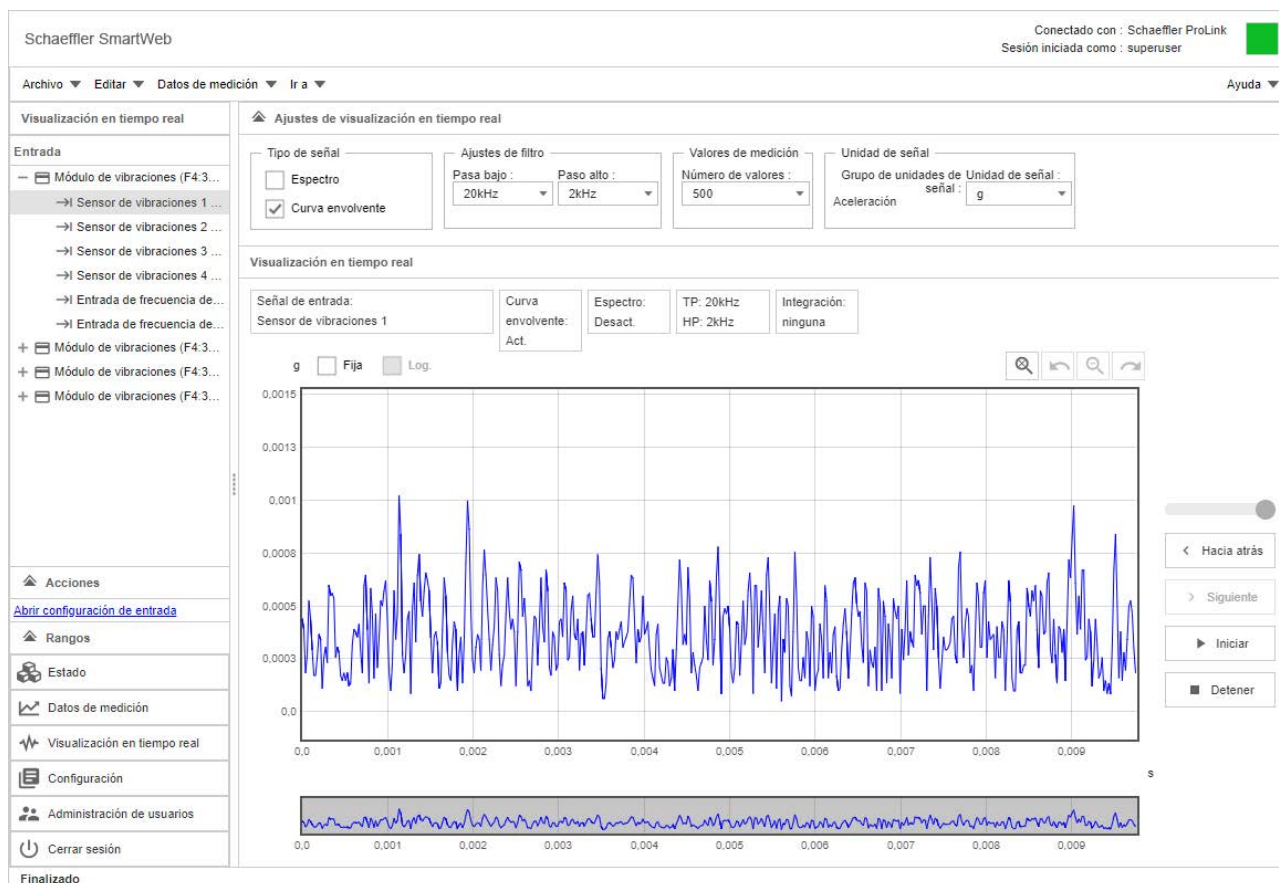 Schaeffler SmartWeb
Conectado con : Schaeffler ProLink
Sesión iniciada como : superuser
Archivo Editar Datos de medición Ir a Ayuda
Visualización en tiempo real
Entrada
Módulo de vibraciones (F4:3...
Sensor de vibraciones 1 ...
Sensor de vibraciones 2 ...
Sensor de vibraciones 3 ...
Sensor de vibraciones 4 ...
Entrada de frecuencia de...
Entrada de frecuencia de...
Módulo de vibraciones (F4:3...
Módulo de vibraciones (F4:3...
Módulo de vibraciones (F4:3...
Acciones
Abrir configuración de entrada
Rangos
Estado
Datos de medición
Visualización en tiempo real
Configuración
Administración de usuarios
Cerrar sesión
Finalizado
Ajustes de visualización en tiempo real
Tipo de señal
Espectro
Curva envolvente
Ajustes de filtro
Pasa bajo : Paso alto :
20kHz 2kHz
Valores de medición
Número de valores :
500
Unidad de señal
Grupo de unidades de señal :
Aceleración
Unidad de señal :
g
Visualización en tiempo real
Señal de entrada:
Sensor de vibraciones 1
Curva
envolvente:
Act.
Espectro:
Desact.
TP: 20kHz
HP: 2kHz
Integración:
ninguna
g Fija Log.
0,0015
0,0013
0,001
0,0008
0,0005
0,0003
0,0
0,0 0,001 0,002 0,003 0,004 0,005 0,006 0,007 0,008 0,009
s
0,0 0,001 0,002 0,003 0,004 0,005 0,006 0,007 0,008 0,009
Hacia atrás
Siguiente
Iniciar
Detener